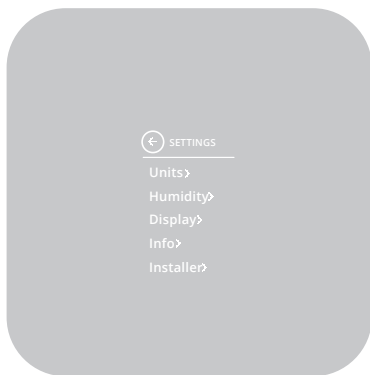 SETTINGS
Units
Humidity
Display
Info
Installer